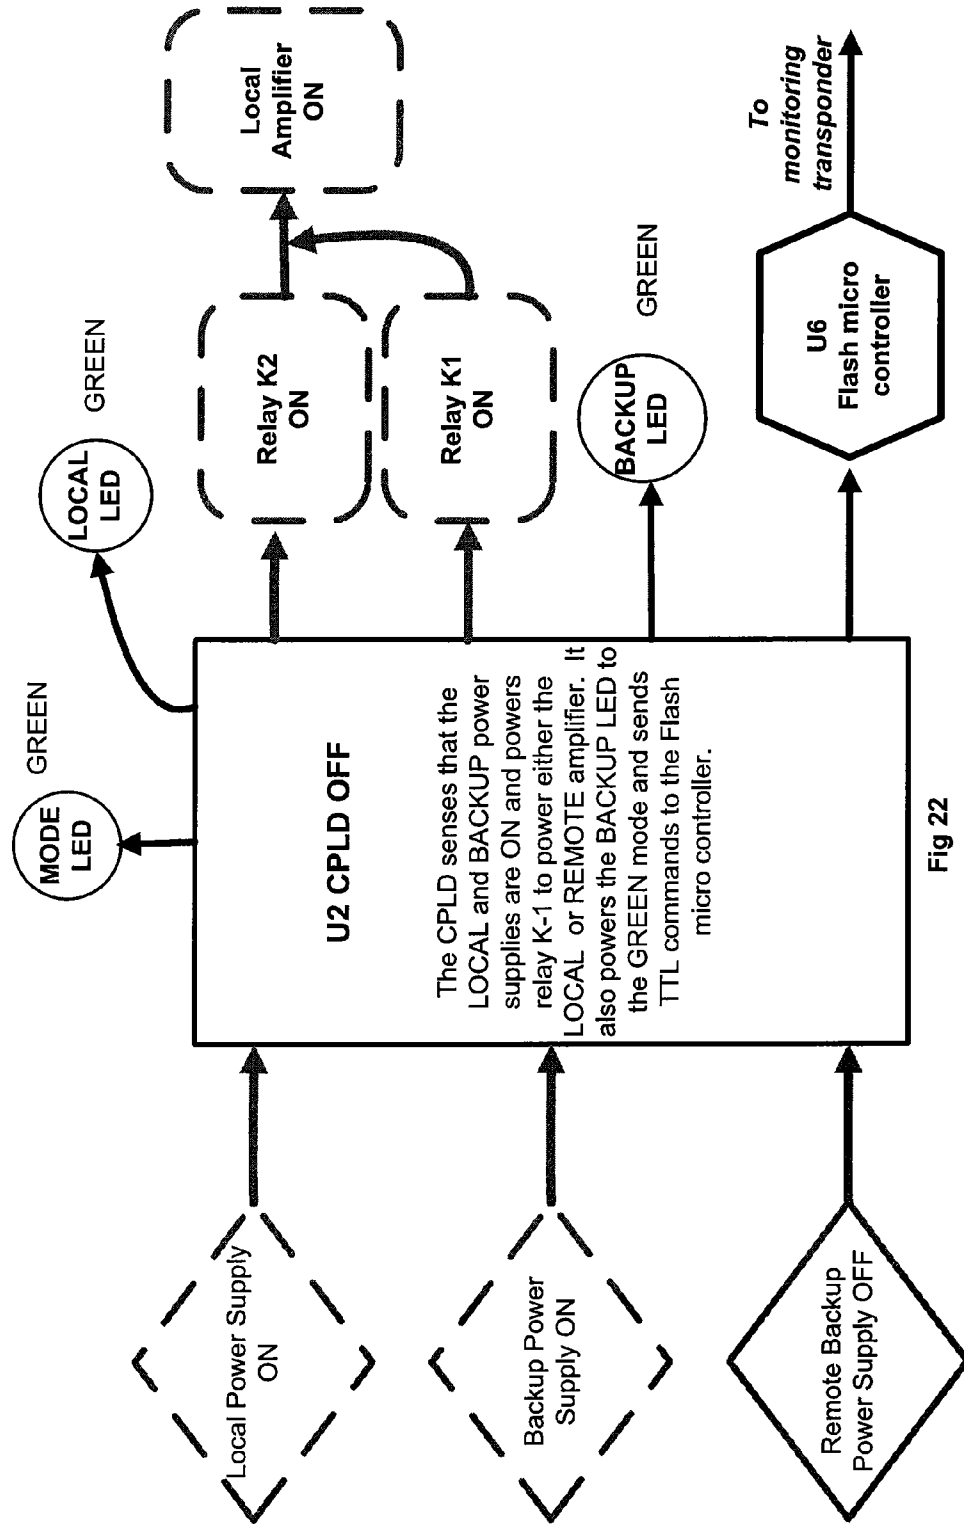 MODE
LED
GREEN
LOCAL
LED
GREEN
Local Power Supply
ON
Backup Power
Supply ON
Remote Backup
Power Supply OFF
U2 CPLD OFF
The CPLD senses that the
LOCAL and BACKUP power
supplies are ON and powers
relay K-1 to power either the
LOCAL or REMOTE amplifier. It
also powers the BACKUP LED to
the GREEN mode and sends
TTL commands to the Flash
micro controller.
Relay K2
ON
Relay K1
ON
Local
Amplifier
ON
BACKUP
LED
GREEN
U6
Flash micro
controller
To
monitoring
transponder
Fig 22